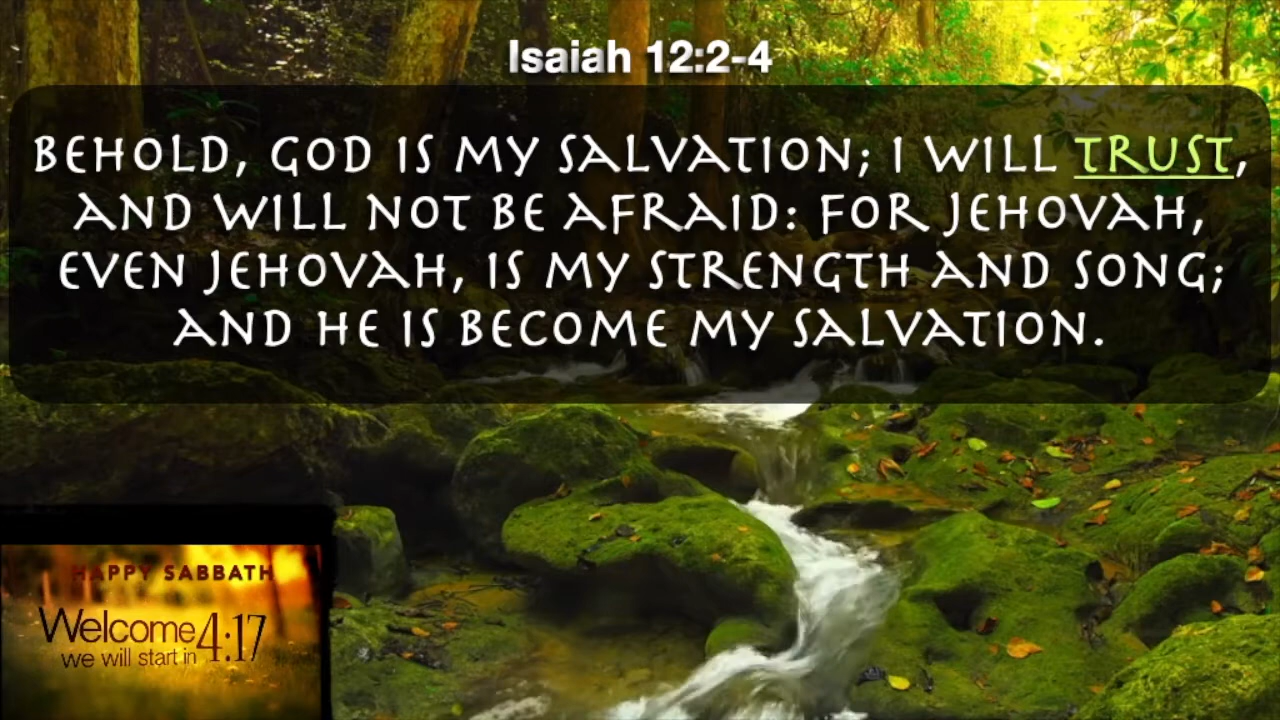 Isaiah 12:2-4
BEHOLD, GOD IS MY SALVATION; I WILL TRUST,
AND WILL NOT BE AFRAID: FOR JEHOVAH,
EVEN JEHOVAH, IS MY STRENGTH AND SONG;
AND HE IS BECOME MY SALVATION.
HAPPY SABBATH
Welcome 4:17
we will start in